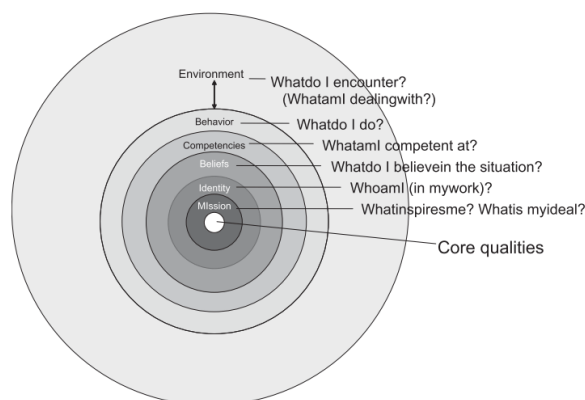 Environment
Whatdo I encounter?
(WhatamI dealingwith?)
Behavior
Whatdo I do?
Competencies
WhatamI competent at?
Beliefs
Whatdo I believein the situation?
Identity
WhoamI (in mywork)?
MIssion
Whatinspiresme? Whatis myideal?
Core qualities